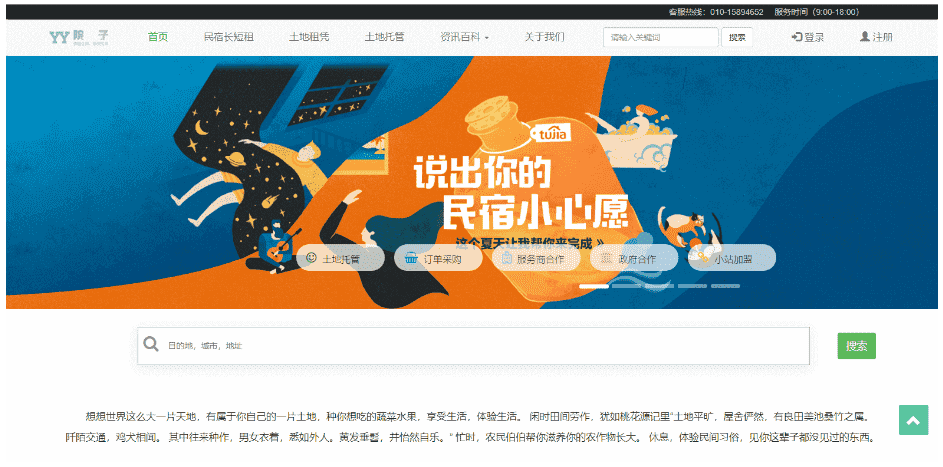 客服热线：010-15894652 服务时间（9:00-18:00）
YY 院 子 首页 民宿长短租 土地租凭 土地托管 资讯百科 关于我们 请输入关键词 搜索 登录 注册
tujia
说出你的
民宿小心愿
这个夏天让我帮你来完成 »
土地托管 订单采购 服务商合作 政府合作 小站加盟
目的地，城市，地址 搜索
想想世界这么大一片天地，有属于你自己的一片土地，种你想吃的蔬菜水果，享受生活，体验生活。 闲时田间劳作，犹如桃花源记里"土地平旷，屋舍俨然，有良田美池桑竹之属。
阡陌交通，鸡犬相闻。 其中往来种作，男女衣着，悉如外人。黄发垂髫，并怡然自乐。" 忙时，农民伯伯帮你滋养你的农作物长大。 休息，体验民间习俗，见你这辈子都没见过的东西。